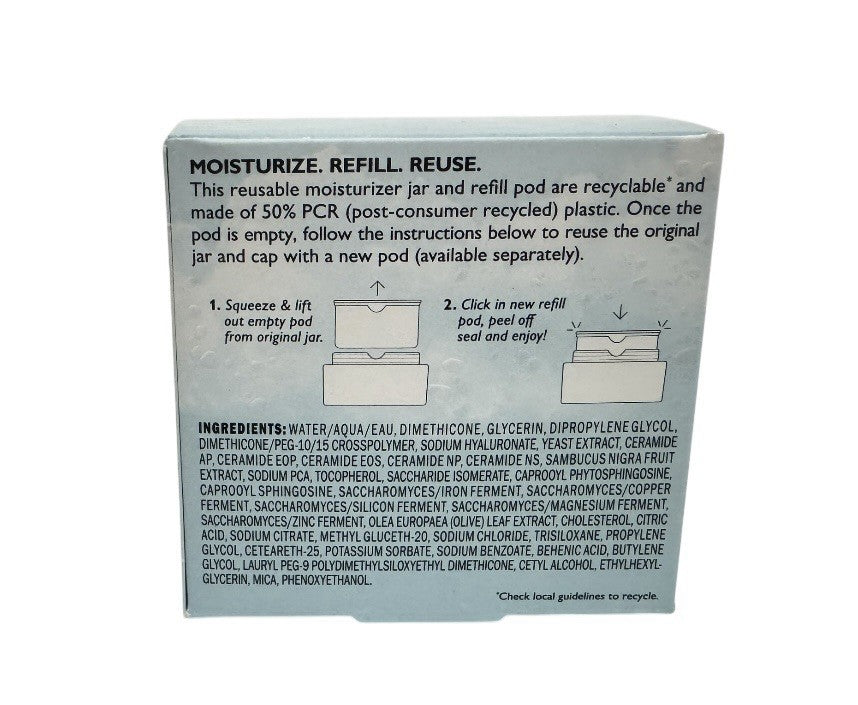 MOISTURIZE. REFILL. REUSE.
This reusable moisturizer jar and refill pod are recyclable* and
made of 50% PCR (post-consumer recycled) plastic. Once the
pod is empty, follow the instructions below to reuse the original
jar and cap with a new pod (available separately).
1. Squeeze & lift
out empty pod
from original jar.
2. Click in new refill
pod, peel off
seal and enjoy!
INGREDIENTS: WATER/AQUA/EAU, DIMETHICONE, GLYCERIN, DIPROPYLENE GLYCOL,
DIMETHICONE/PEG-10/15 CROSSPOLYMER, SODIUM HYALURONATE, YEAST EXTRACT, CERAMIDE
AP, CERAMIDE EOP, CERAMIDE EOS, CERAMIDE NP, CERAMIDE NS, SAMBUCUS NIGRA FRUIT
EXTRACT, SODIUM PCA, TOCOPHEROL, SACCHARIDE ISOMERATE, CAPROOYL PHYTOSPHINGOSINE,
CAPROOYL SPHINGOSINE, SACCHAROMYCES/IRON FERMENT, SACCHAROMYCES/COPPER
FERMENT, SACCHAROMYCES/SILICON FERMENT, SACCHAROMYCES/MAGNESIUM FERMENT,
SACCHAROMYCES/ZINC FERMENT, OLEA EUROPAEA (OLIVE) LEAF EXTRACT, CHOLESTEROL, CITRIC
ACID, SODIUM CITRATE, METHYL GLUCETH-20, SODIUM CHLORIDE, TRISILOXANE, PROPYLENE
GLYCOL, CETEARETH-25, POTASSIUM SORBATE, SODIUM BENZOATE, BEHENIC ACID, BUTYLENE
GLYCOL, LAURYL PEG-9 POLYDIMETHYLSILOXYETHYL DIMETHICONE, CETYL ALCOHOL, ETHYLHEXYL-
GLYCERIN, MICA, PHENOXYETHANOL.
*Check local guidelines to recycle.